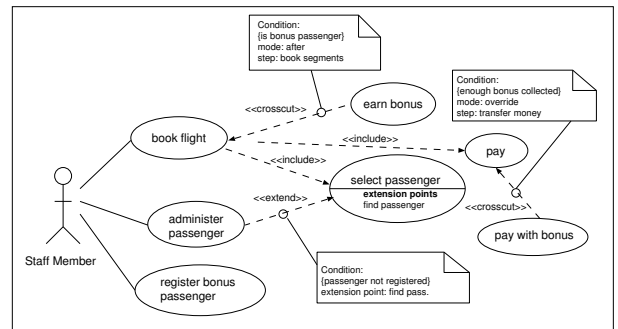 Condition:
{is bonus passenger}
mode: after
step: book segments
Condition:
{enough bonus collected}
mode: override
step: transfer money
<<crosscut>>
earn bonus
book flight
<<include>>
pay
<<include>>
select passenger
extension points
find passenger
<<extend>>
administer
passenger
<<crosscut>>
pay with bonus
Staff Member
register bonus
passenger
Condition:
{passenger not registered}
extension point: find pass.